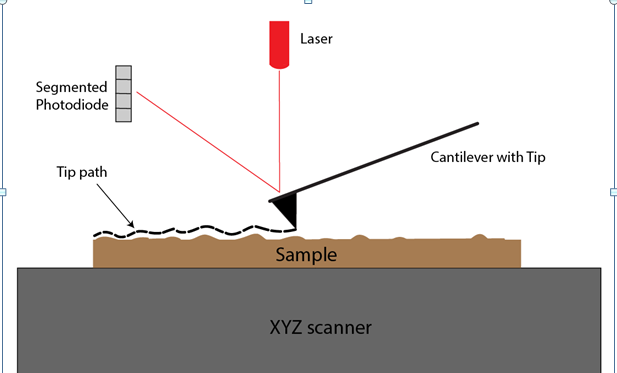 Laser
Segmented
Photodiode
Cantilever with Tip
Tip path
Sample
XYZ scanner